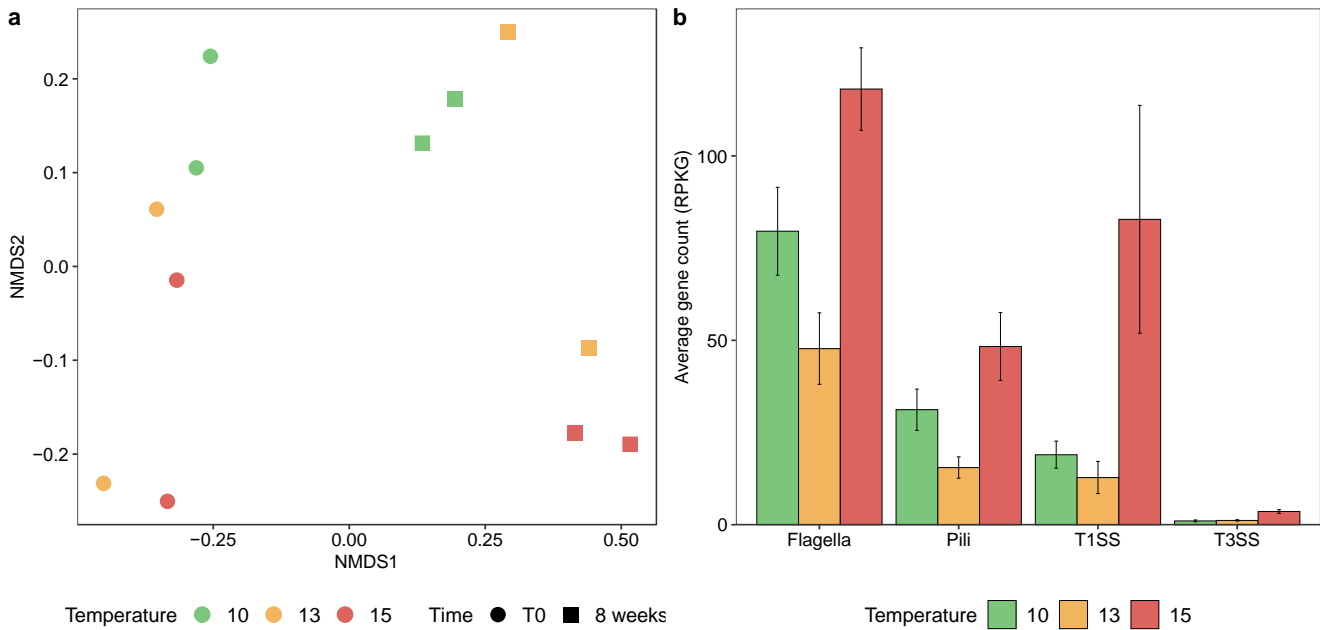 a
0.2
0.1
0.0
−0.1
−0.2
NMDS2
−0.25
0.00
0.25
0.50
NMDS1
Temperature 10 13 15 Time T0 8 weeks
b
100
50
0
Average gene count (RPKG)
Flagella
Pili
T1SS
T3SS
Temperature 10 13 15